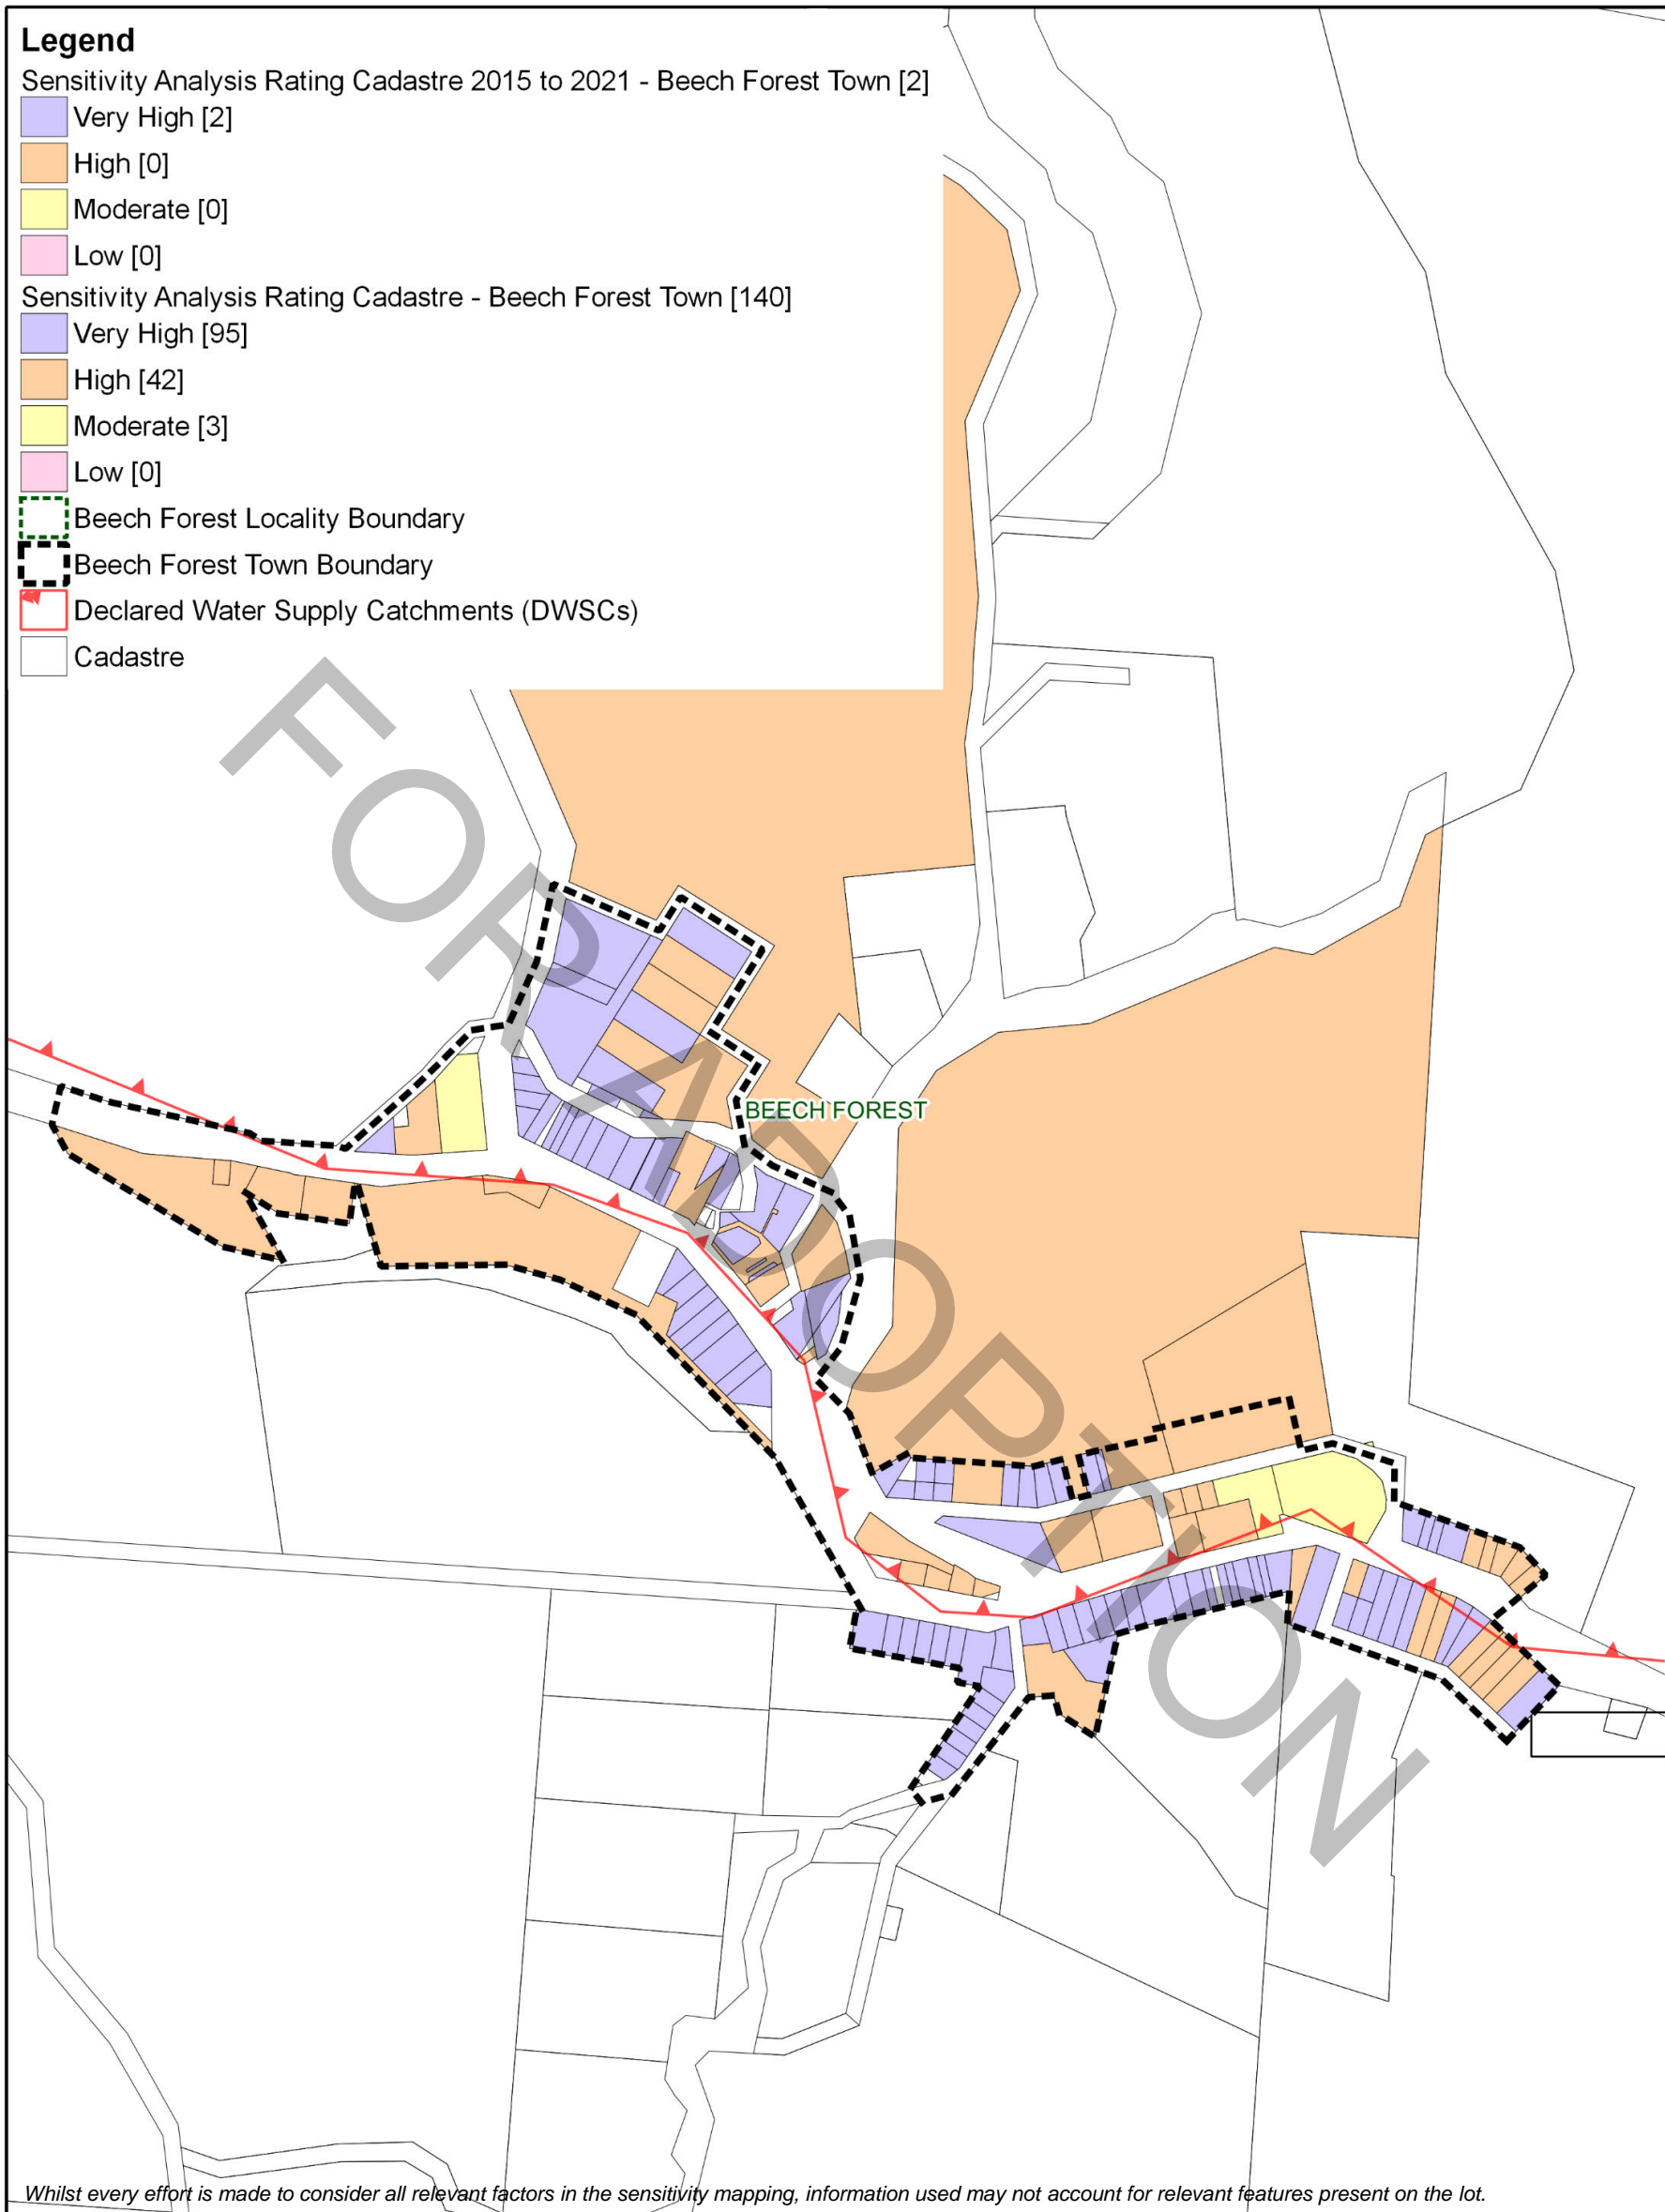 Legend
Sensitivity Analysis Rating Cadastre 2015 to 2021 - Beech Forest Town [2]
Very High [2]
High [0]
Moderate [0]
Low [0]
Sensitivity Analysis Rating Cadastre - Beech Forest Town [140]
Very High [95]
High [42]
Moderate [3]
Low [0]
Beech Forest Locality Boundary
Beech Forest Town Boundary
Declared Water Supply Catchments (DWSCs)
Cadastre
FOR ADOPTION
BEECH FOREST
Whilst every effort is made to consider all relevant factors in the sensitivity mapping, information used may not account for relevant features present on the lot.